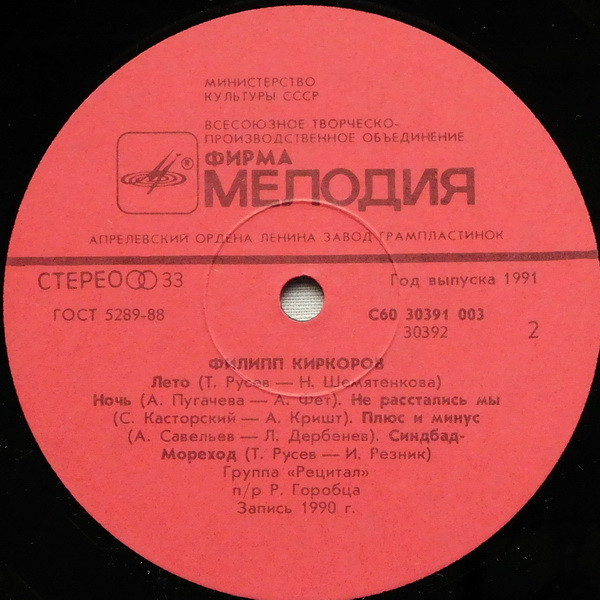 МИНИСТЕРСТВО
КУЛЬТУРЫ СССР
ВСЕСОЮЗНОЕ ТВОРЧЕСКО-
ПРОИЗВОДСТВЕННОЕ ОБЪЕДИНЕНИЕ
ФИРМА
® МЕЛОДИЯ
АПРЕЛЕВСКИЙ ОРДЕНА ЛЕНИНА ЗАВОД ГРАМПЛАСТИНОК
СТЕРЕО 33 Год выпуска 1991
ГОСТ 5289-88 С60 30391 003
30392 2
ФИЛИПП КИРКОРОВ
Лето (Т. Русев — Н. Шемятенкова)
Ночь (А. Пугачева — А. Фет). Не расстались мы
(С. Касторский — А. Кришт). Плюс и минус
(А. Савельев — Л. Дербенев). Синдбад-
Мореход (Т. Русев — И. Резник)
Группа «Рецитал»
п/р Р. Горобца
Запись 1990 г.